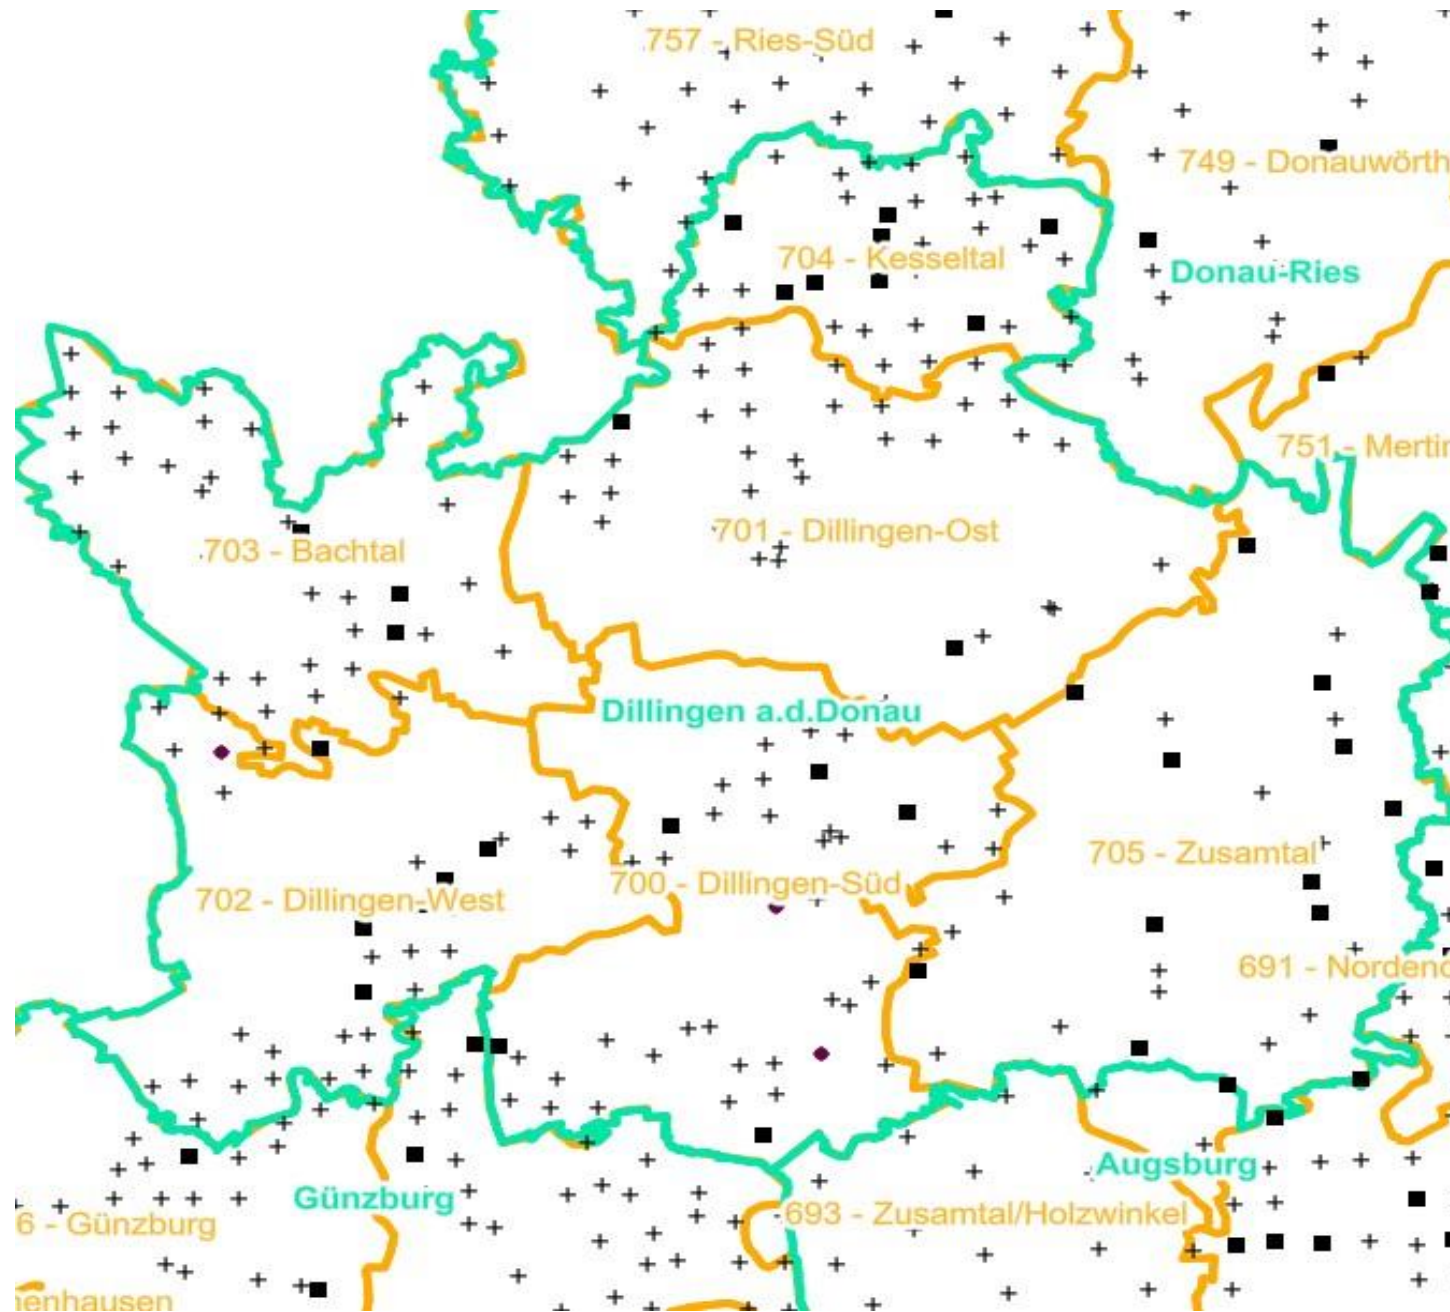 757 - Ries-Süd
749 - Donauwörth
704 - Kesseltal
Donau-Ries
751 - Mertin
701 - Dillingen-Ost
703 - Bachtal
Dillingen a.d.Donau
705 - Zusamtal
700 - Dillingen-Süd
702 - Dillingen-West
691 - Nordend
Augsburg
Günzburg
693 - Zusamtal/Holzwinkel
6 - Günzburg
nenhausen